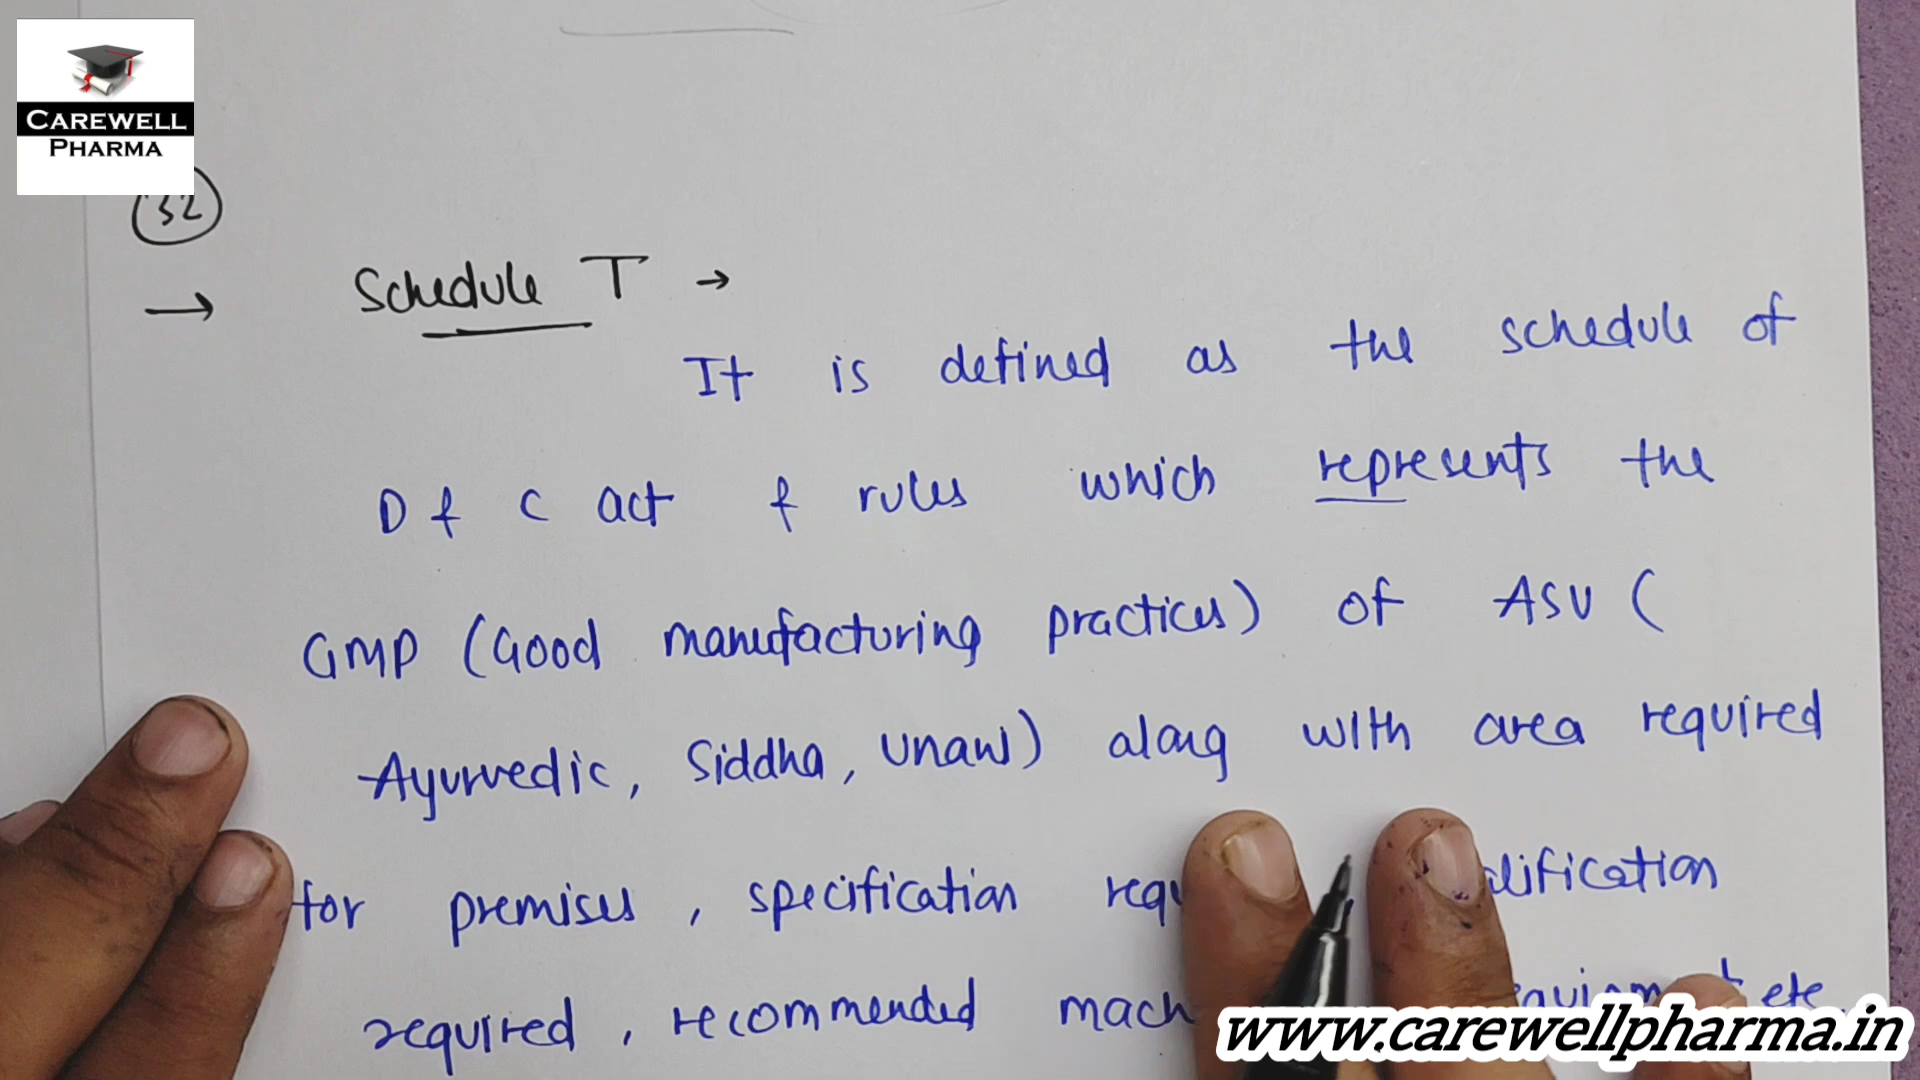 CAREWELL
PHARMA
32
→ Schedule T →
It is defined as the schedule of
D & C act & rules which represents the
GMP (Good manufacturing practices) of ASU (
Ayurvedic, Siddha, Unani) along with area required
for premises, specification
required, recommended etc
www.carewellpharma.in